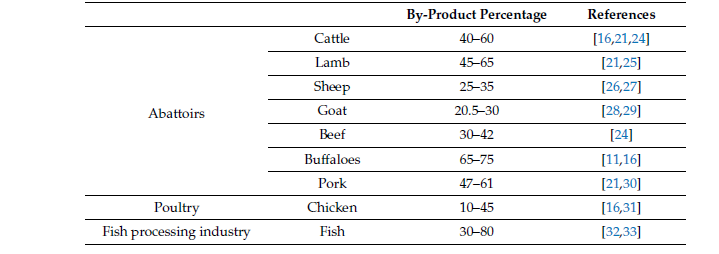 By-Product Percentage References
Cattle 40–60 [16,21,24]
Lamb 45–65 [21,25]
Sheep 25–35 [26,27]
Abattoirs Goat 20.5–30 [28,29]
Beef 30–42 [24]
Buffaloes 65–75 [11,16]
Pork 47–61 [21,30]
Poultry Chicken 10–45 [16,31]
Fish processing industry Fish 30–80 [32,33]